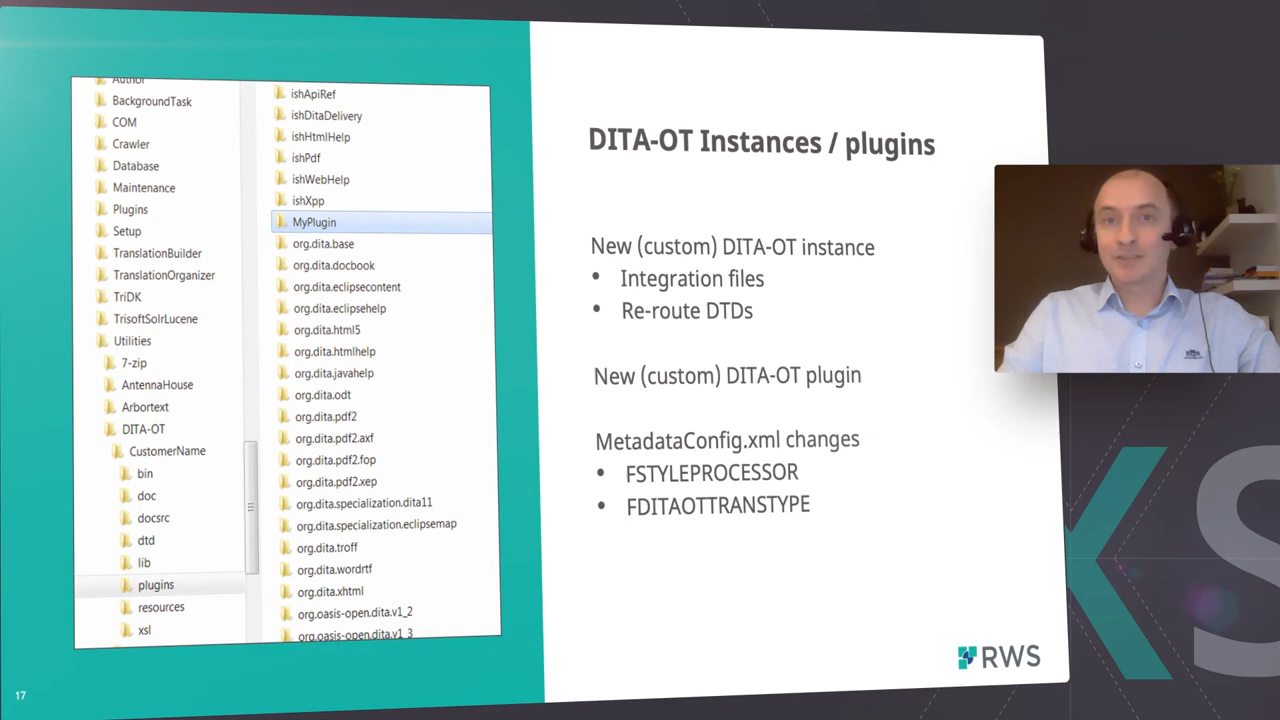 Author
BackgroundTask
COM
Crawler
Database
Maintenance
Plugins
Setup
TranslationBuilder
TranslationOrganizer
TriDK
TrisoftSolrLucene
Utilities
7-zip
AntennaHouse
Arbortext
DITA-OT
CustomerName
bin
doc
docsrc
dtd
lib
plugins
resources
xsl
ishApiRef
ishDitaDelivery
ishHtmlHelp
ishPdf
ishWebHelp
ishXpp
MyPlugin
org.dita.base
org.dita.docbook
org.dita.eclipsecontent
org.dita.eclipsehelp
org.dita.html5
org.dita.htmlhelp
org.dita.javahelp
org.dita.odt
org.dita.pdf2
org.dita.pdf2.axf
org.dita.pdf2.fop
org.dita.pdf2.xep
org.dita.specialization.dita11
org.dita.specialization.eclipsemap
org.dita.troff
org.dita.wordrtf
org.dita.xhtml
org.oasis-open.dita.v1_2
org.oasis-open.dita.v1_3
DITA-OT Instances / plugins
New (custom) DITA-OT instance
• Integration files
• Re-route DTDs
New (custom) DITA-OT plugin
MetadataConfig.xml changes
• FSTYLEPROCESSOR
• FDITAOTTRANSTYPE
RWS
17
KS